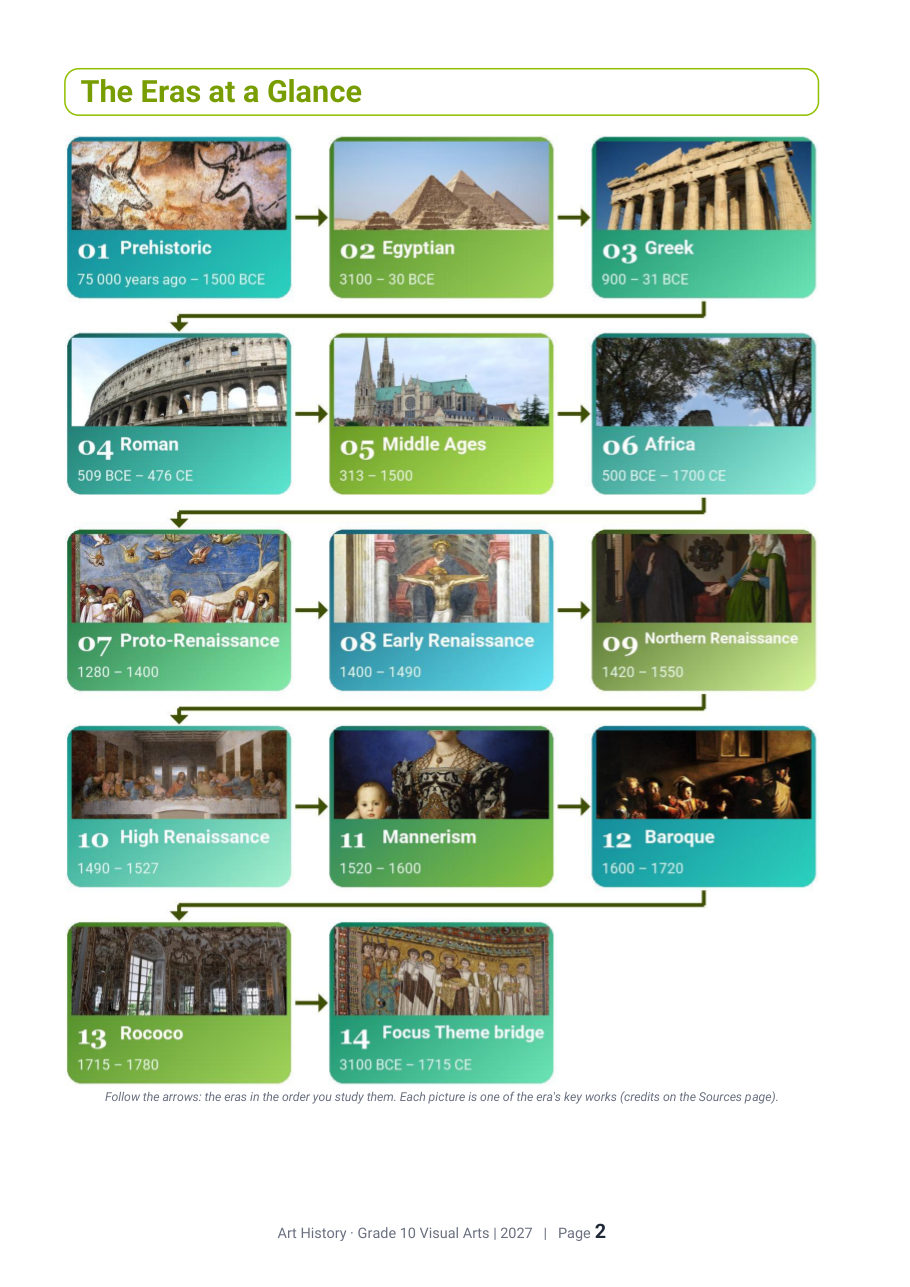 The Eras at a Glance
01 Prehistoric
75 000 years ago – 1500 BCE
02 Egyptian
3100 – 30 BCE
03 Greek
900 – 31 BCE
04 Roman
509 BCE – 476 CE
05 Middle Ages
313 – 1500
06 Africa
500 BCE – 1700 CE
07 Proto-Renaissance
1280 – 1400
08 Early Renaissance
1400 – 1490
09 Northern Renaissance
1420 – 1550
10 High Renaissance
1490 – 1527
11 Mannerism
1520 – 1600
12 Baroque
1600 – 1720
13 Rococo
1715 – 1780
14 Focus Theme bridge
3100 BCE – 1715 CE
Follow the arrows: the eras in the order you study them. Each picture is one of the era's key works (credits on the Sources page).
Art History · Grade 10 Visual Arts | 2027 | Page 2